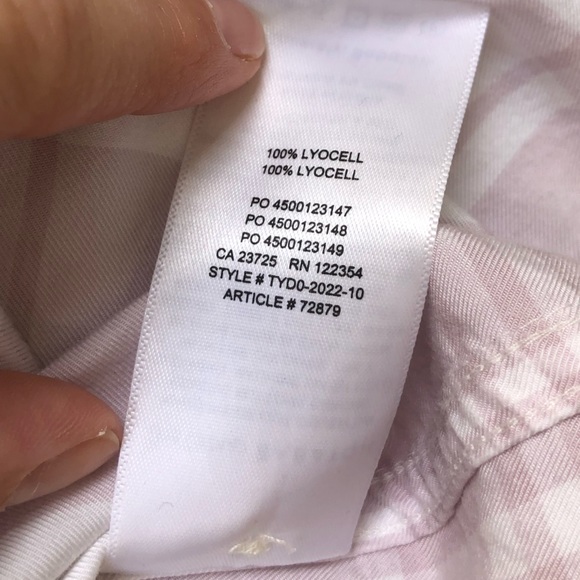 100% LYOCELL
100% LYOCELL
PO 4500123147
PO 4500123148
PO 4500123149
CA 23725 RN 122354
STYLE # TYD0-2022-10
ARTICLE # 72879